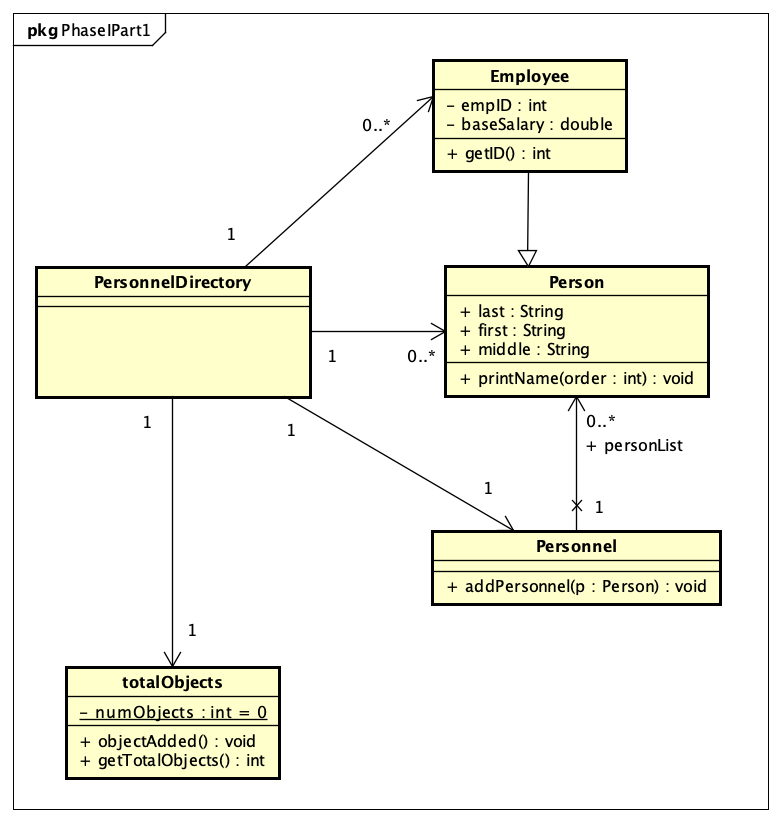 pkg PhaseIPart1
Employee
- empID : int
- baseSalary : double
+ getID() : int
0..*
1
PersonnelDirectory
Person
+ last : String
+ first : String
+ middle : String
+ printName(order : int) : void
1
0..*
1
1
0..*
+ personList
1
1
Personnel
+ addPersonnel(p : Person) : void
1
totalObjects
- numObjects : int = 0
+ objectAdded() : void
+ getTotalObjects() : int